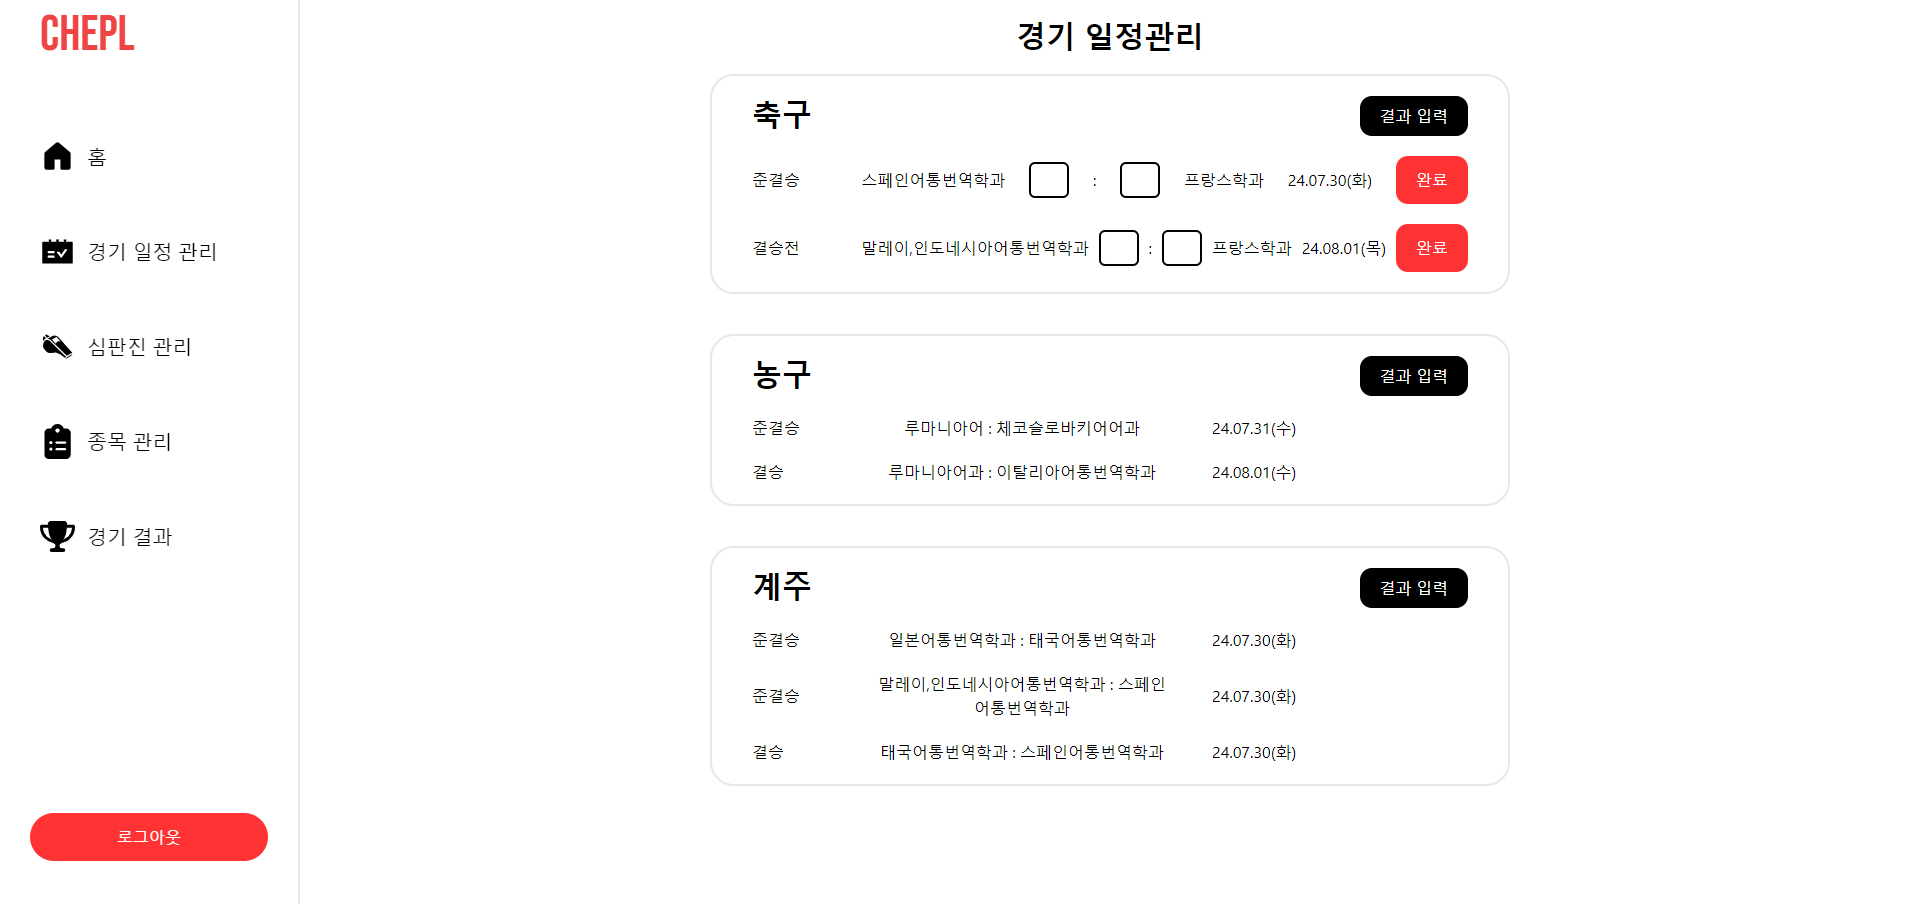 CHEPL
홈
경기 일정 관리
심판진 관리
종목 관리
경기 결과
로그아웃
경기 일정관리
축구
결과 입력
준결승 스페인어통번역학과 : 프랑스학과 24.07.30(화) 완료
결승전 말레이,인도네시아어통번역학과 : 프랑스학과 24.08.01(목) 완료
농구
결과 입력
준결승 루마니아어 : 체코슬로바키어어과 24.07.31(수)
결승 루마니아어과 : 이탈리아어통번역학과 24.08.01(수)
계주
결과 입력
준결승 일본어통번역학과 : 태국어통번역학과 24.07.30(화)
준결승 말레이,인도네시아어통번역학과 : 스페인
어통번역학과 24.07.30(화)
결승 태국어통번역학과 : 스페인어통번역학과 24.07.30(화)